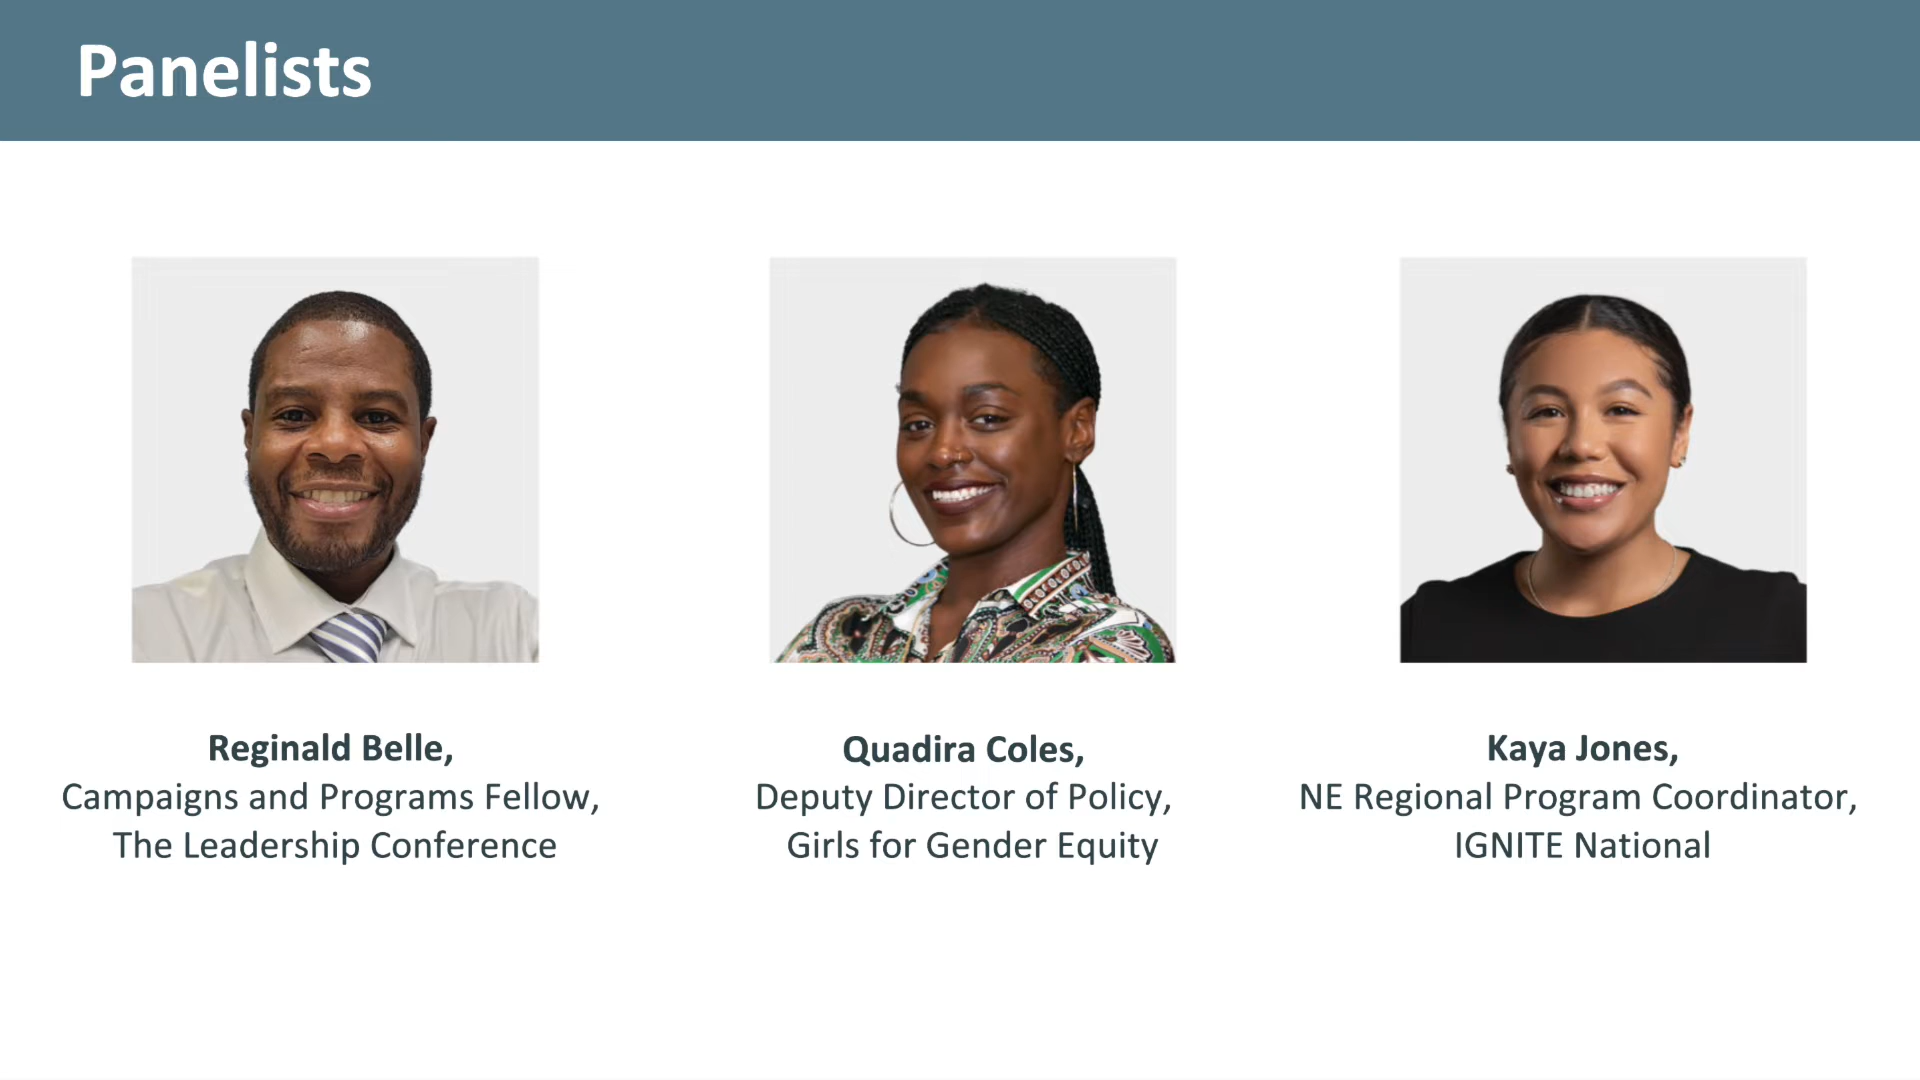 Panelists
Reginald Belle,
Campaigns and Programs Fellow,
The Leadership Conference
Quadira Coles,
Deputy Director of Policy,
Girls for Gender Equity
Kaya Jones,
NE Regional Program Coordinator,
IGNITE National